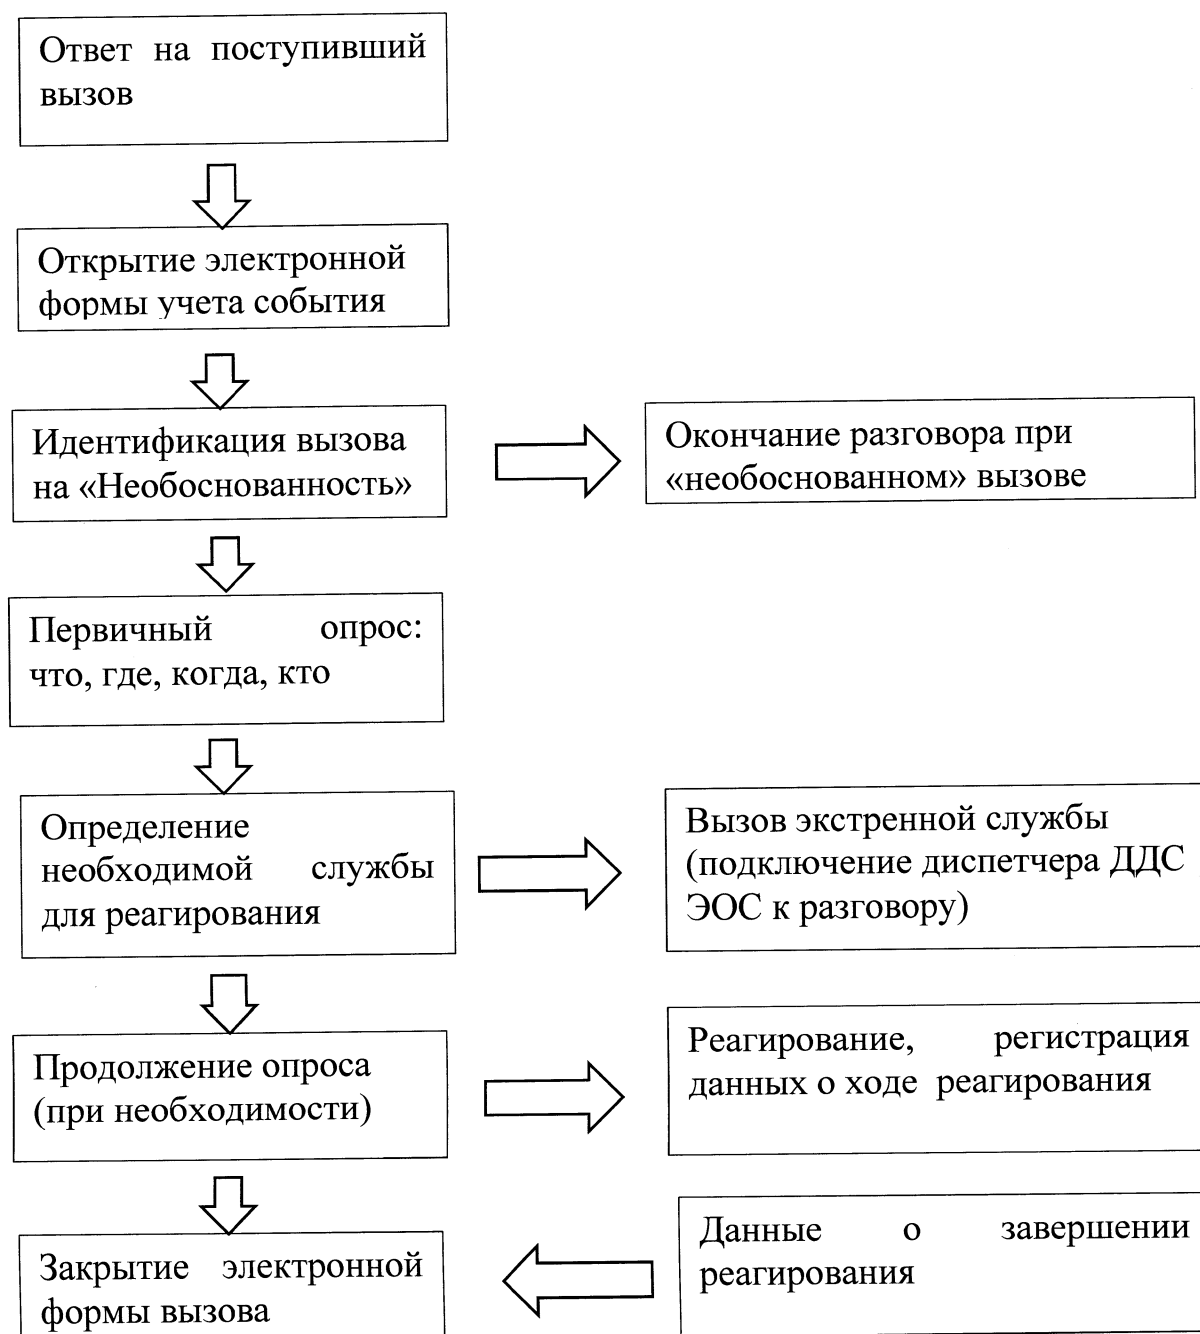 Ответ на поступивший
вызов
Открытие электронной
формы учета события
Идентификация вызова
на «Необоснованность»
Окончание разговора при
«необоснованном» вызове
Первичный опрос:
что, где, когда, кто
Определение
необходимой службы
для реагирования
Вызов экстренной службы
(подключение диспетчера ДДС
ЭОС к разговору)
Продолжение опроса
(при необходимости)
Реагирование, регистрация
данных о ходе реагирования
Закрытие электронной
формы вызова
Данные о завершении
реагирования